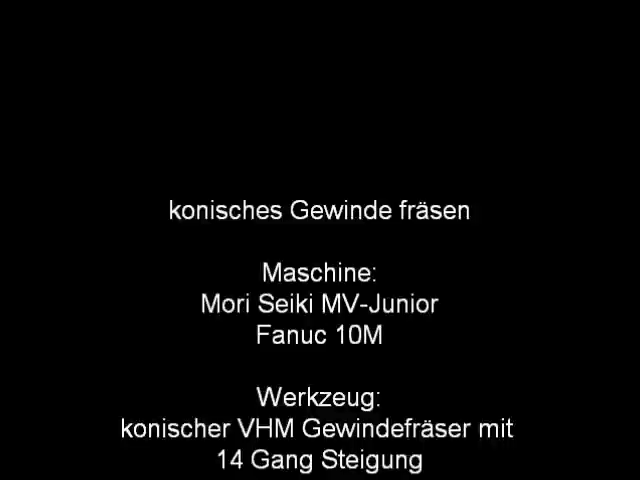 konisches Gewinde fräsen
Maschine:
Mori Seiki MV-Junior
Fanuc 10M
Werkzeug:
konischer VHM Gewindefräser mit
14 Gang Steigung